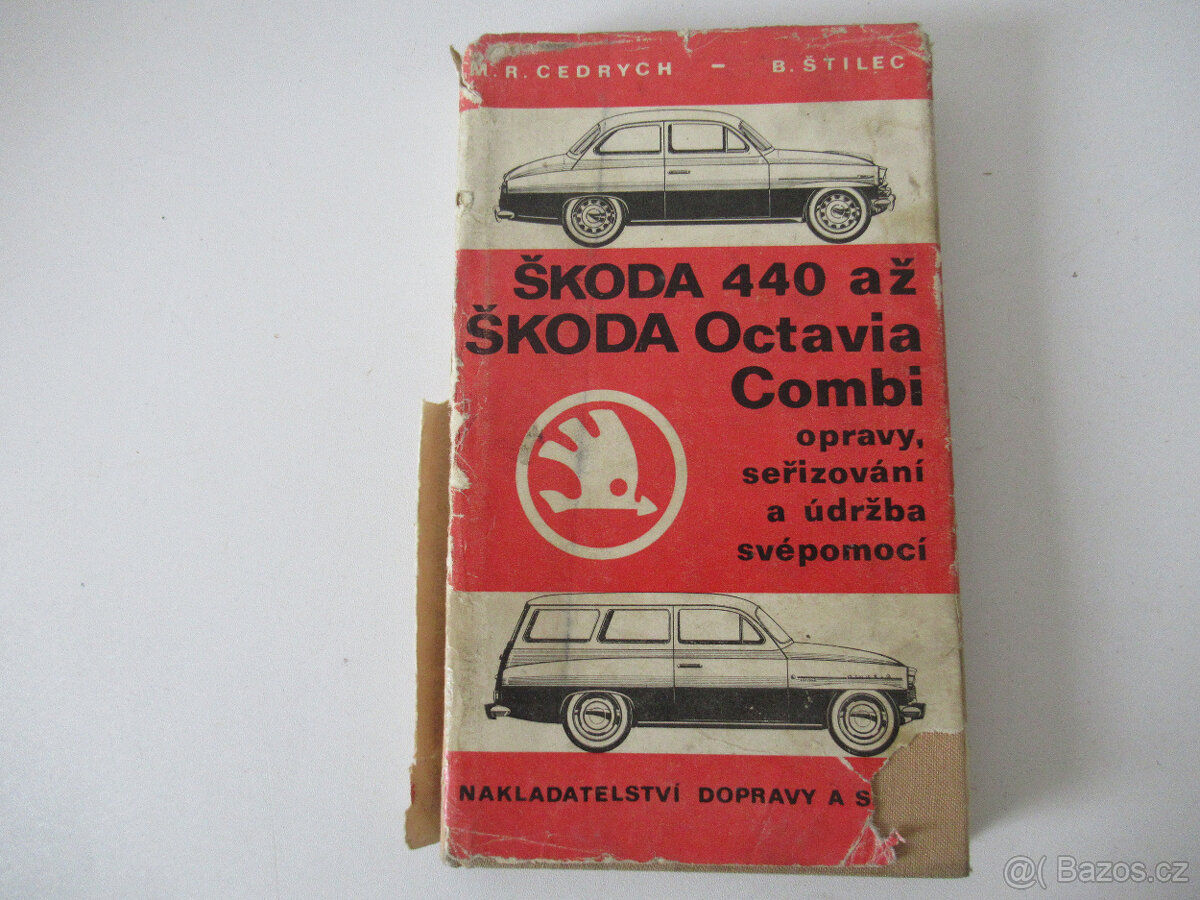 M. R. CEDRYCH - B. ŠTILEC
ŠKODA 440 až
ŠKODA Octavia
Combi
opravy,
seřizování
a údržba
svépomocí
NAKLADATELSTVÍ DOPRAVY A S
@( Bazos.cz